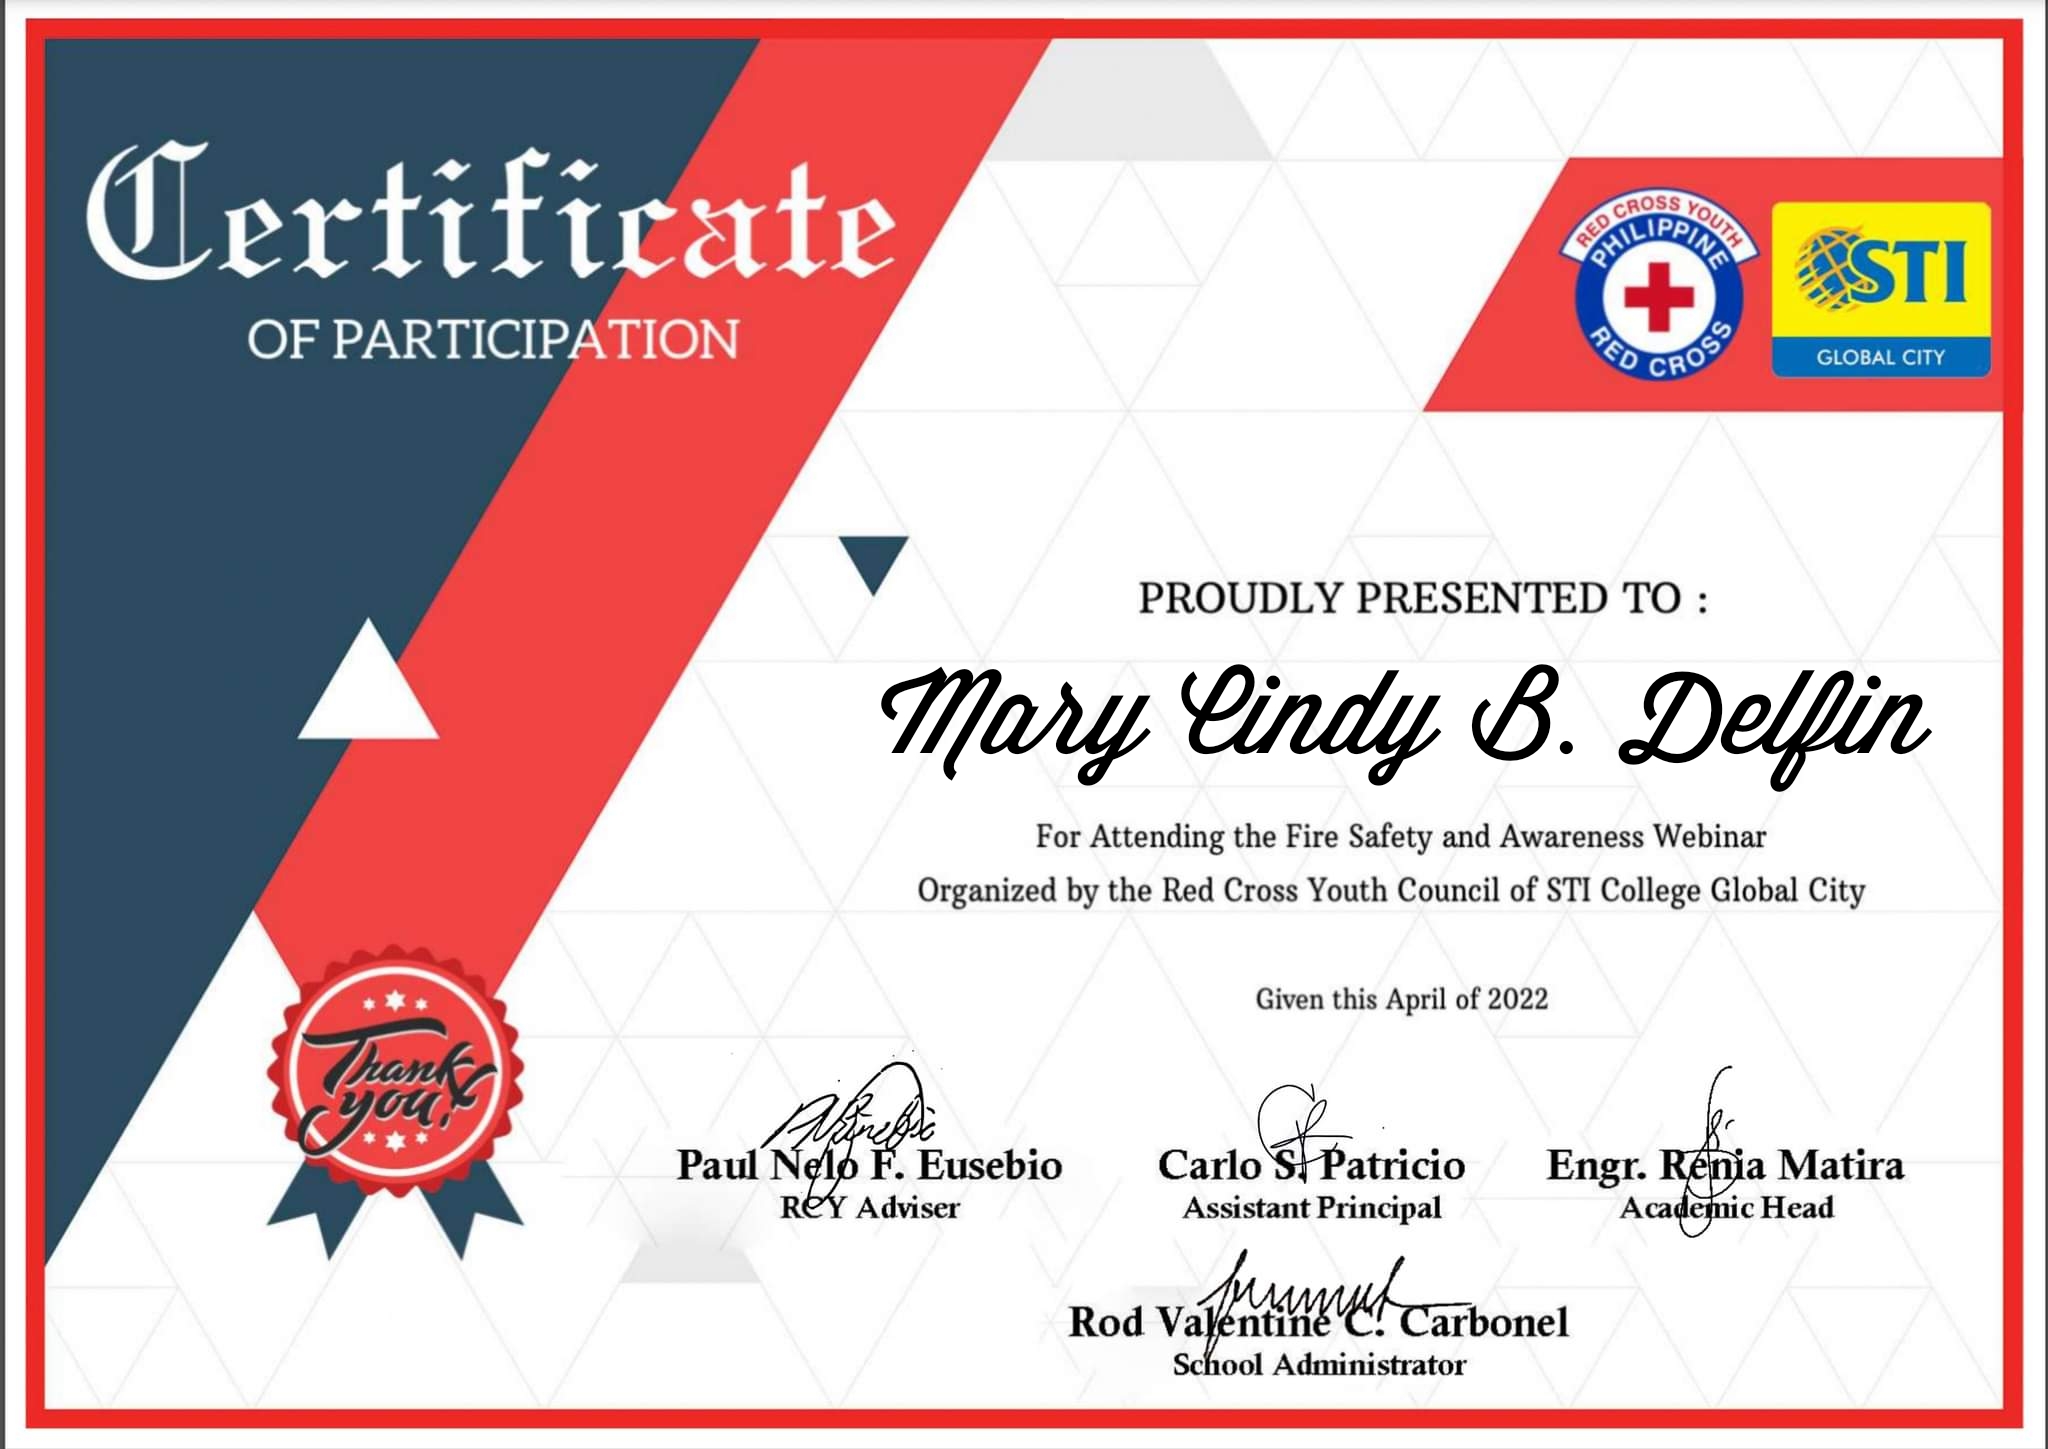 Certificate
OF PARTICIPATION
RED CROSS YOUTH
PHILIPPINE
RED CROSS
STI
GLOBAL CITY
PROUDLY PRESENTED TO :
Mary Cindy B. Delfin
For Attending the Fire Safety and Awareness Webinar
Organized by the Red Cross Youth Council of STI College Global City
Given this April of 2022
Thank
you!
Paul Nelo F. Eusebio
RCY Adviser
Carlo S. Patricio
Assistant Principal
Engr. Renia Matira
Academic Head
Rod Valentine C. Carbonel
School Administrator